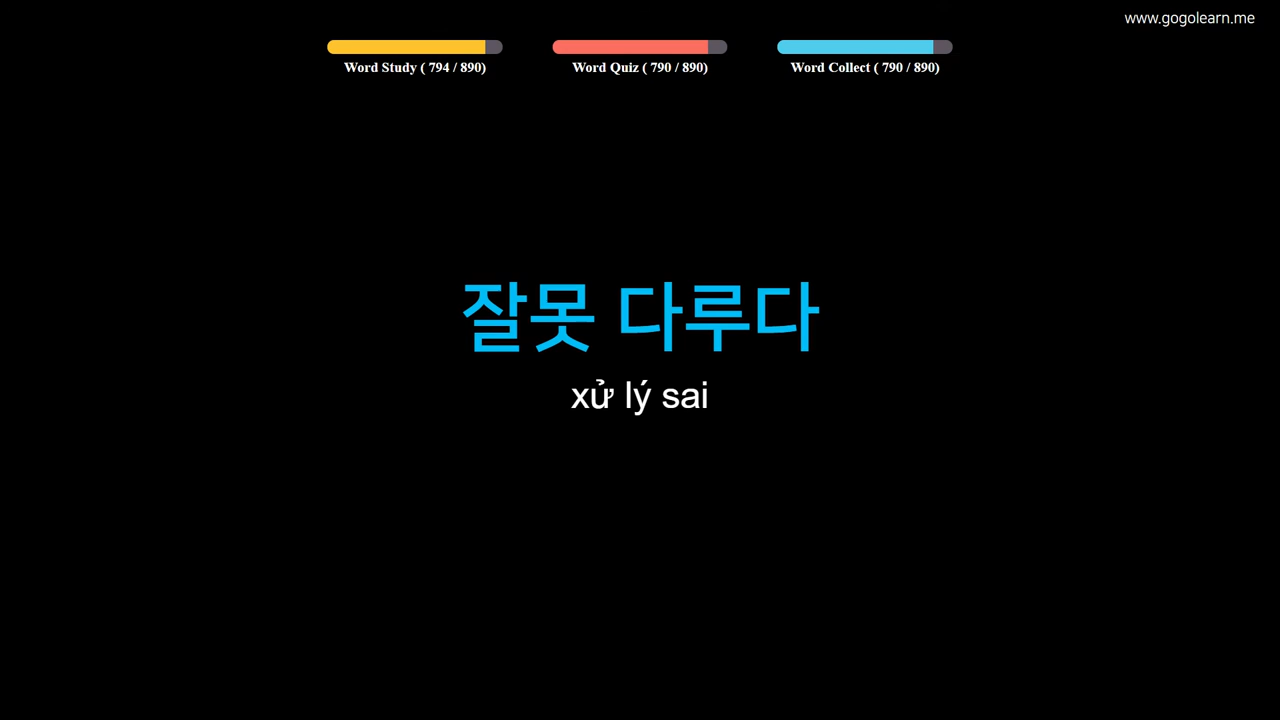 www.gogolearn.me
Word Study ( 794 / 890) Word Quiz ( 790 / 890) Word Collect ( 790 / 890)
잘못 다루다
xử lý sai